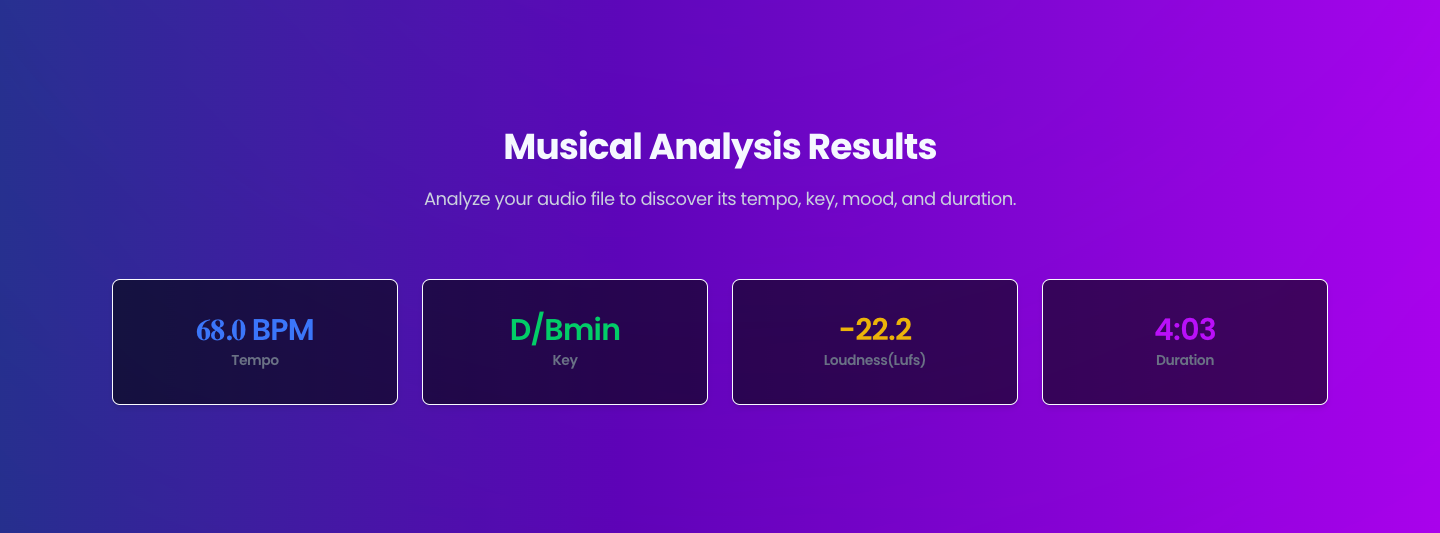 Musical Analysis Results
Analyze your audio file to discover its tempo, key, mood, and duration.
68.0 BPM
Tempo
D/Bmin
Key
-22.2
Loudness(Lufs)
4:03
Duration